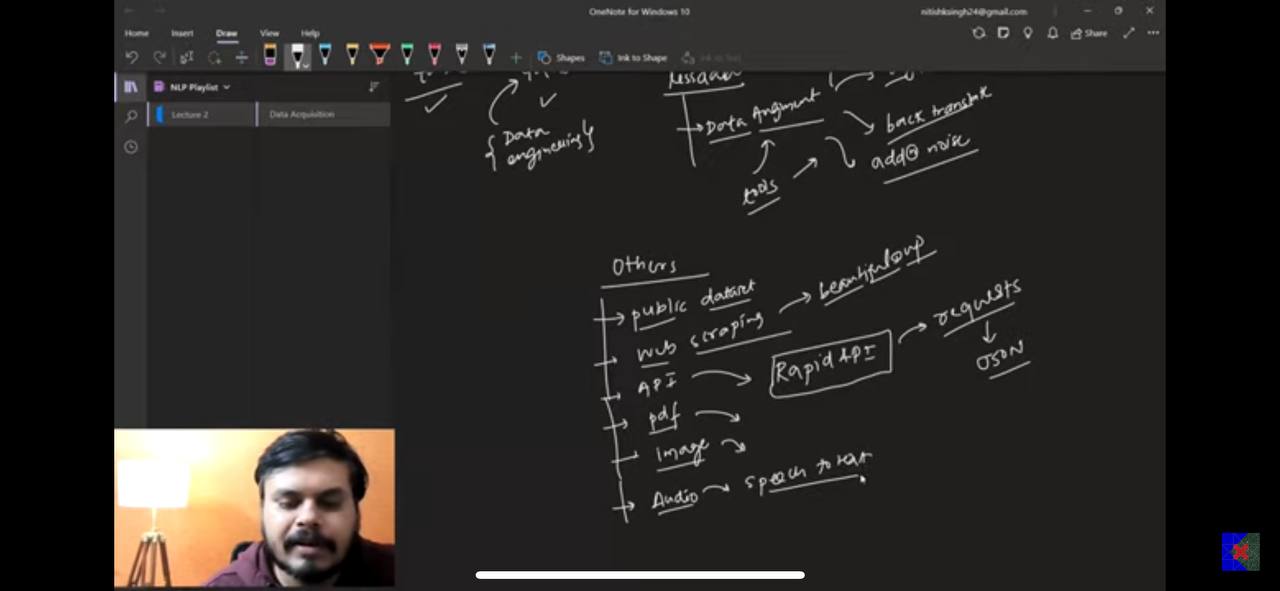 OneNote for Windows 10
nitishksingh24@gmail.com
Home Insert Draw View Help
Share
Shapes Ink to Shape Ink to Text
NLP Playlist
Lecture 2 Data Acquisition
{Data engineering}
less data
Data Augment
back translate
add noise
tools
Others
public dataset
web scraping → beautifulsoup
API → Rapid API → requests
JSON
pdf
Image
Audio → speech to text